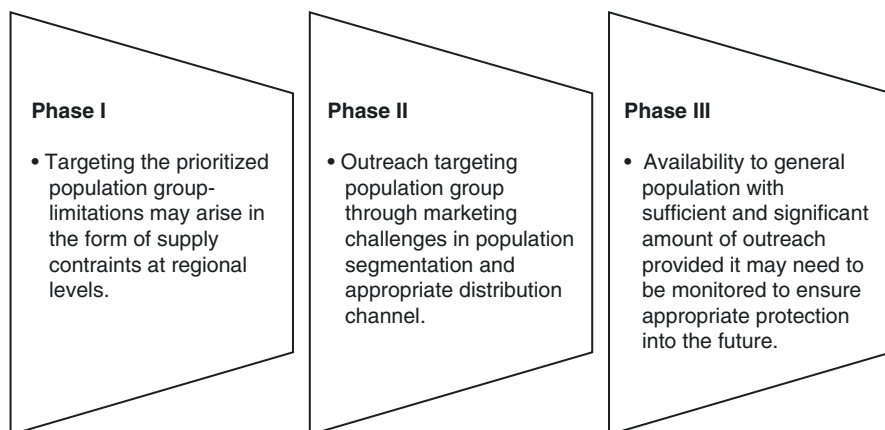 Phase I
• Targeting the prioritized
population group-
limitations may arise in
the form of supply
contraints at regional
levels.
Phase II
• Outreach targeting
population group
through marketing
challenges in population
segmentation and
appropriate distribution
channel.
Phase III
• Availability to general
population with
sufficient and significant
amount of outreach
provided it may need to
be monitored to ensure
appropriate protection
into the future.